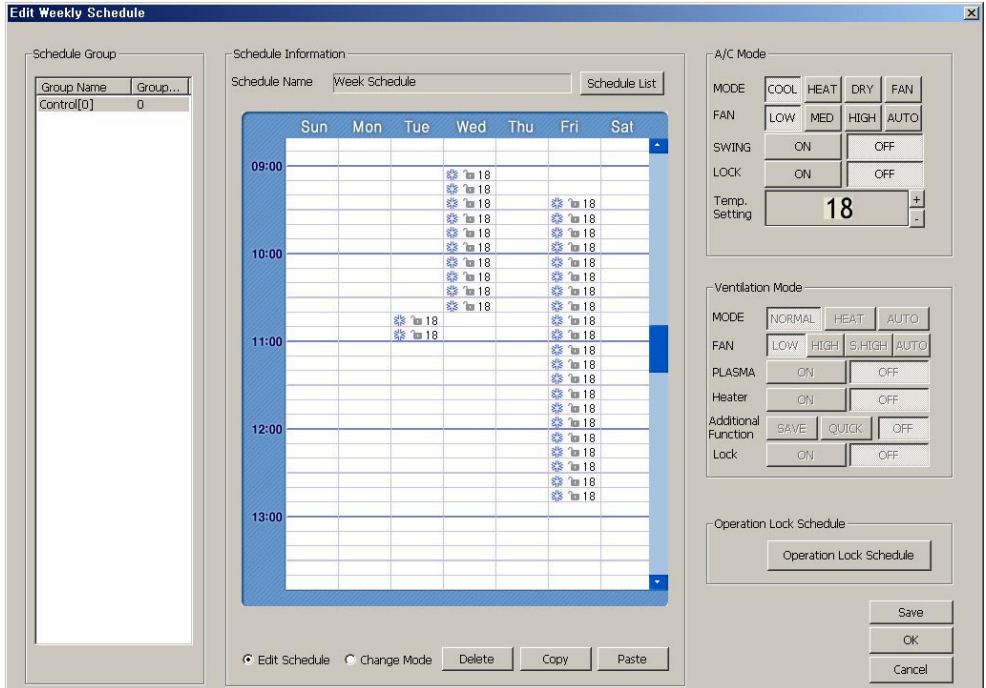 Edit Weekly Schedule
Schedule Group
Group Name Group...
Control[0] 0
Schedule Information
Schedule Name Week Schedule Schedule List
Sun Mon Tue Wed Thu Fri Sat
09:00
18
18
18 18
18 18
18 18
18 18
10:00
18 18
18 18
18 18
18 18
18 18
18 18
11:00
18
18
18
18
18
18
12:00
18
18
18
18
18
13:00
Edit Schedule Change Mode Delete Copy Paste
A/C Mode
MODE COOL HEAT DRY FAN
FAN LOW MED HIGH AUTO
SWING ON OFF
LOCK ON OFF
Temp.
Setting 18 + -
Ventilation Mode
MODE NORMAL HEAT AUTO
FAN LOW HIGH S.HIGH AUTO
PLASMA ON OFF
Heater ON OFF
Additional
Function SAVE QUICK OFF
Lock ON OFF
Operation Lock Schedule
Operation Lock Schedule
Save
OK
Cancel